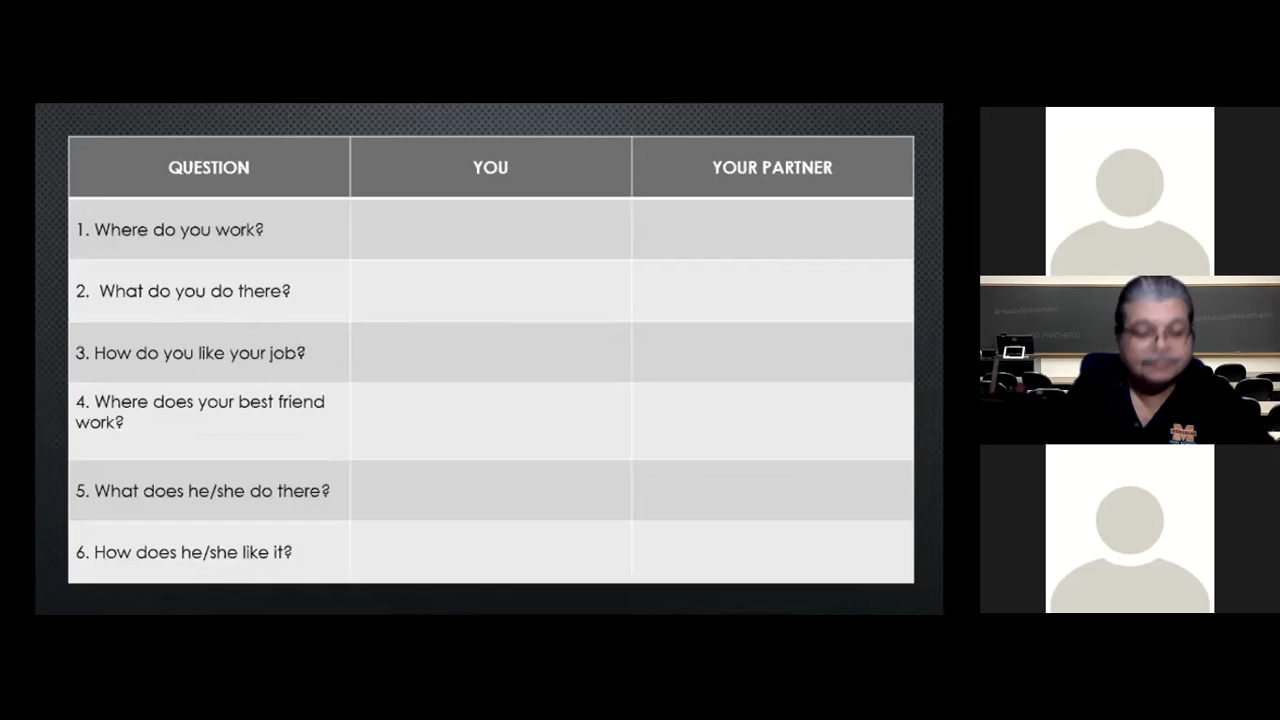 QUESTION
YOU
YOUR PARTNER
1. Where do you work?
2. What do you do there?
3. How do you like your job?
4. Where does your best friend
work?
5. What does he/she do there?
6. How does he/she like it?
M